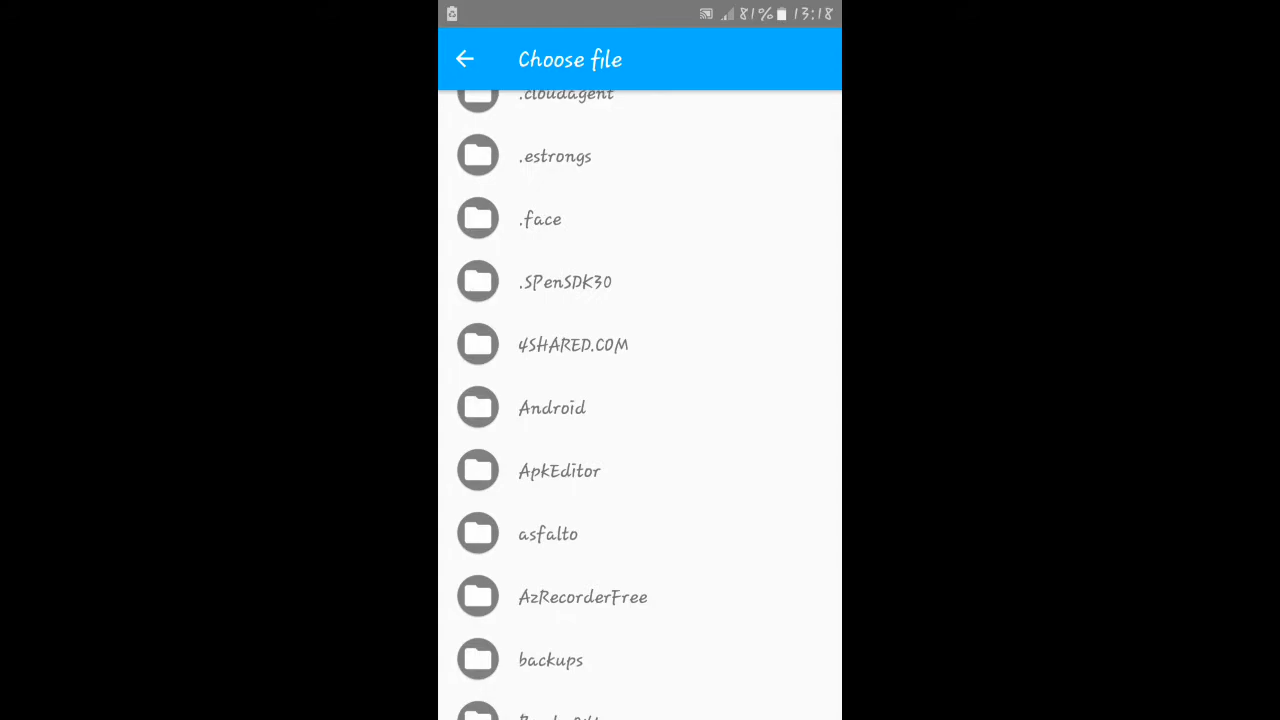 81% 13:18
Choose file
.cloudagent
.estrongs
.face
.SPenSDK30
4SHARED.COM
Android
ApkEditor
asfalto
AzRecorderFree
backups